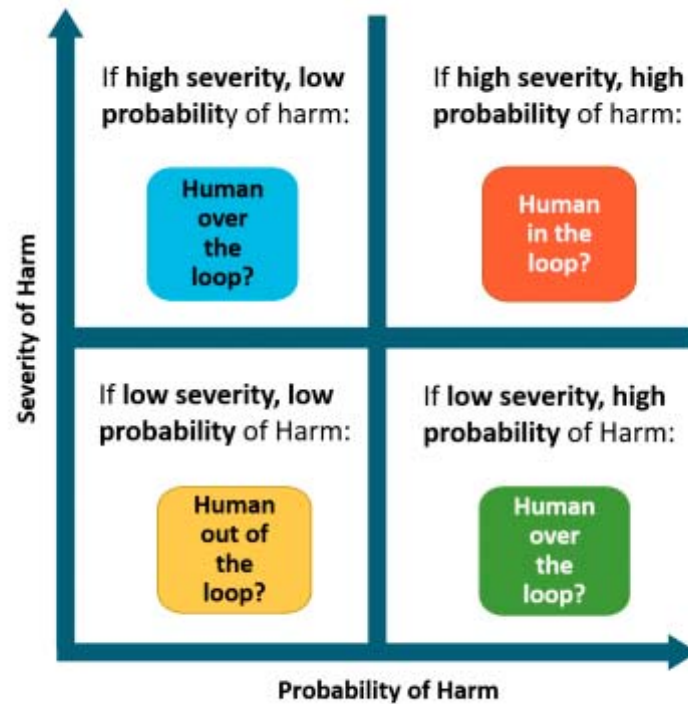 If high severity, low
probability of harm:
Human
over
the
loop?
If high severity, high
probability of harm:
Human
in the
loop?
Severity of Harm
If low severity, low
probability of Harm:
Human
out of
the
loop?
If low severity, high
probability of Harm:
Human
over
the
loop?
Probability of Harm